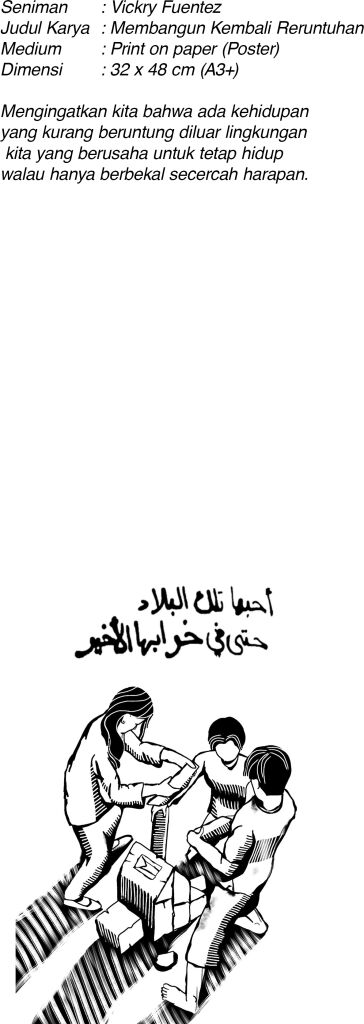 Seniman : Vickry Fuentez
Judul Karya : Membangun Kembali Reruntuhan
Medium : Print on paper (Poster)
Dimensi : 32 x 48 cm (A3+)
Mengingatkan kita bahwa ada kehidupan
yang kurang beruntung diluar lingkungan
kita yang berusaha untuk tetap hidup
walau hanya berbekal secercah harapan.
أحبها تلك البلاد
حتى في خرابها الأخير